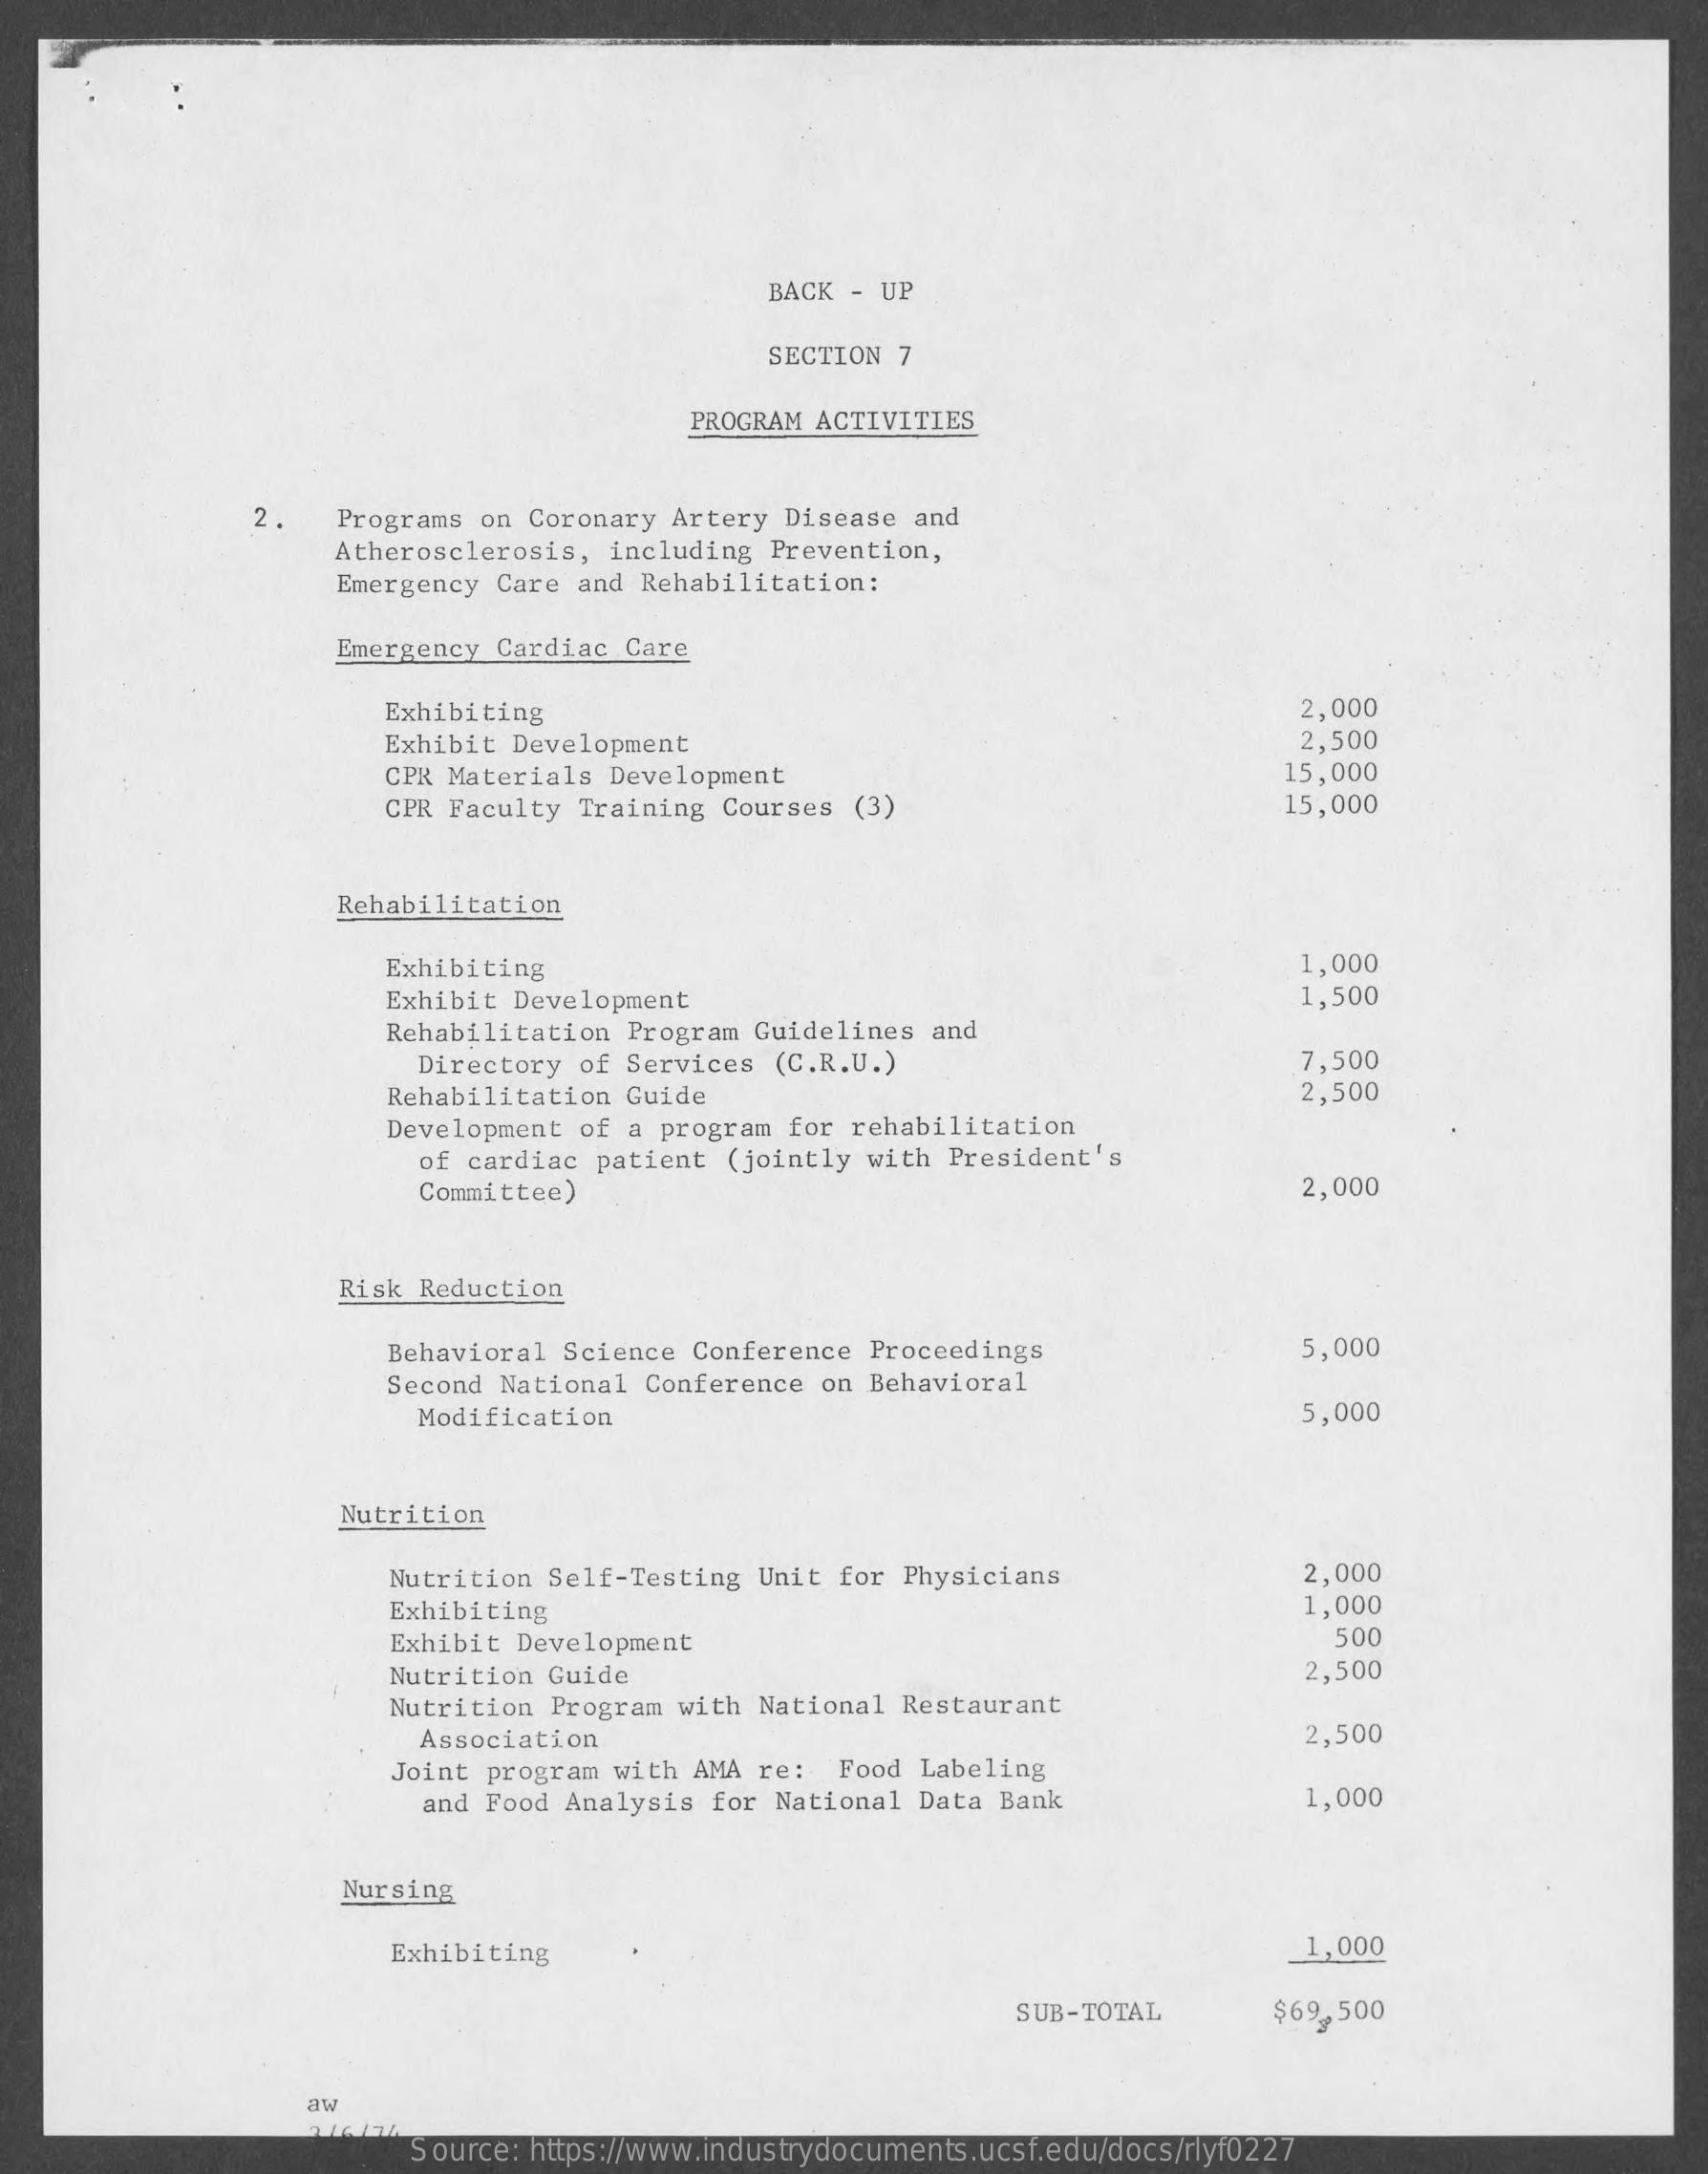 BACK - UP
SECTION 7
PROGRAM ACTIVITIES
2. Programs on Coronary Artery Disease and
Atherosclerosis, including Prevention,
Emergency Care and Rehabilitation:
Emergency Cardiac Care
Exhibiting 2,000
Exhibit Development 2,500
CPR Materials Development 15,000
CPR Faculty Training Courses (3) 15,000
Rehabilitation
Exhibiting 1,000
Exhibit Development 1,500
Rehabilitation Program Guidelines and
Directory of Services (C.R.U.) 7,500
Rehabilitation Guide 2,500
Development of a program for rehabilitation
of cardiac patient (jointly with President's
Committee) 2,000
Risk Reduction
Behavioral Science Conference Proceedings 5,000
Second National Conference on Behavioral
Modification 5,000
Nutrition
Nutrition Self-Testing Unit for Physicians 2,000
Exhibiting 1,000
Exhibit Development 500
Nutrition Guide 2,500
Nutrition Program with National Restaurant
Association 2,500
Joint program with AMA re: Food Labeling
and Food Analysis for National Data Bank 1,000
Nursing
Exhibiting 1,000
SUB-TOTAL $69,500
aw
Source: https://www.industrydocuments.ucsf.edu/docs/rlyf0227